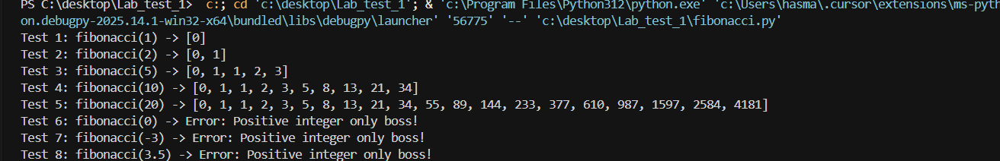 PS C:\desktop\Lab_test_1>  c:; cd 'c:\desktop\Lab_test_1'; & 'c:\Program Files\Python312\python.exe' 'c:\Users\hasma\.cursor\extensions\ms-pyth
on.debugpy-2025.14.1-win32-x64\bundled\libs\debugpy\launcher' '56775' '--' 'c:\desktop\Lab_test_1\fibonacci.py'
Test 1: fibonacci(1) -> [0]
Test 2: fibonacci(2) -> [0, 1]
Test 3: fibonacci(5) -> [0, 1, 1, 2, 3]
Test 4: fibonacci(10) -> [0, 1, 1, 2, 3, 5, 8, 13, 21, 34]
Test 5: fibonacci(20) -> [0, 1, 1, 2, 3, 5, 8, 13, 21, 34, 55, 89, 144, 233, 377, 610, 987, 1597, 2584, 4181]
Test 6: fibonacci(0) -> Error: Positive integer only boss!
Test 7: fibonacci(-3) -> Error: Positive integer only boss!
Test 8: fibonacci(3.5) -> Error: Positive integer only boss!